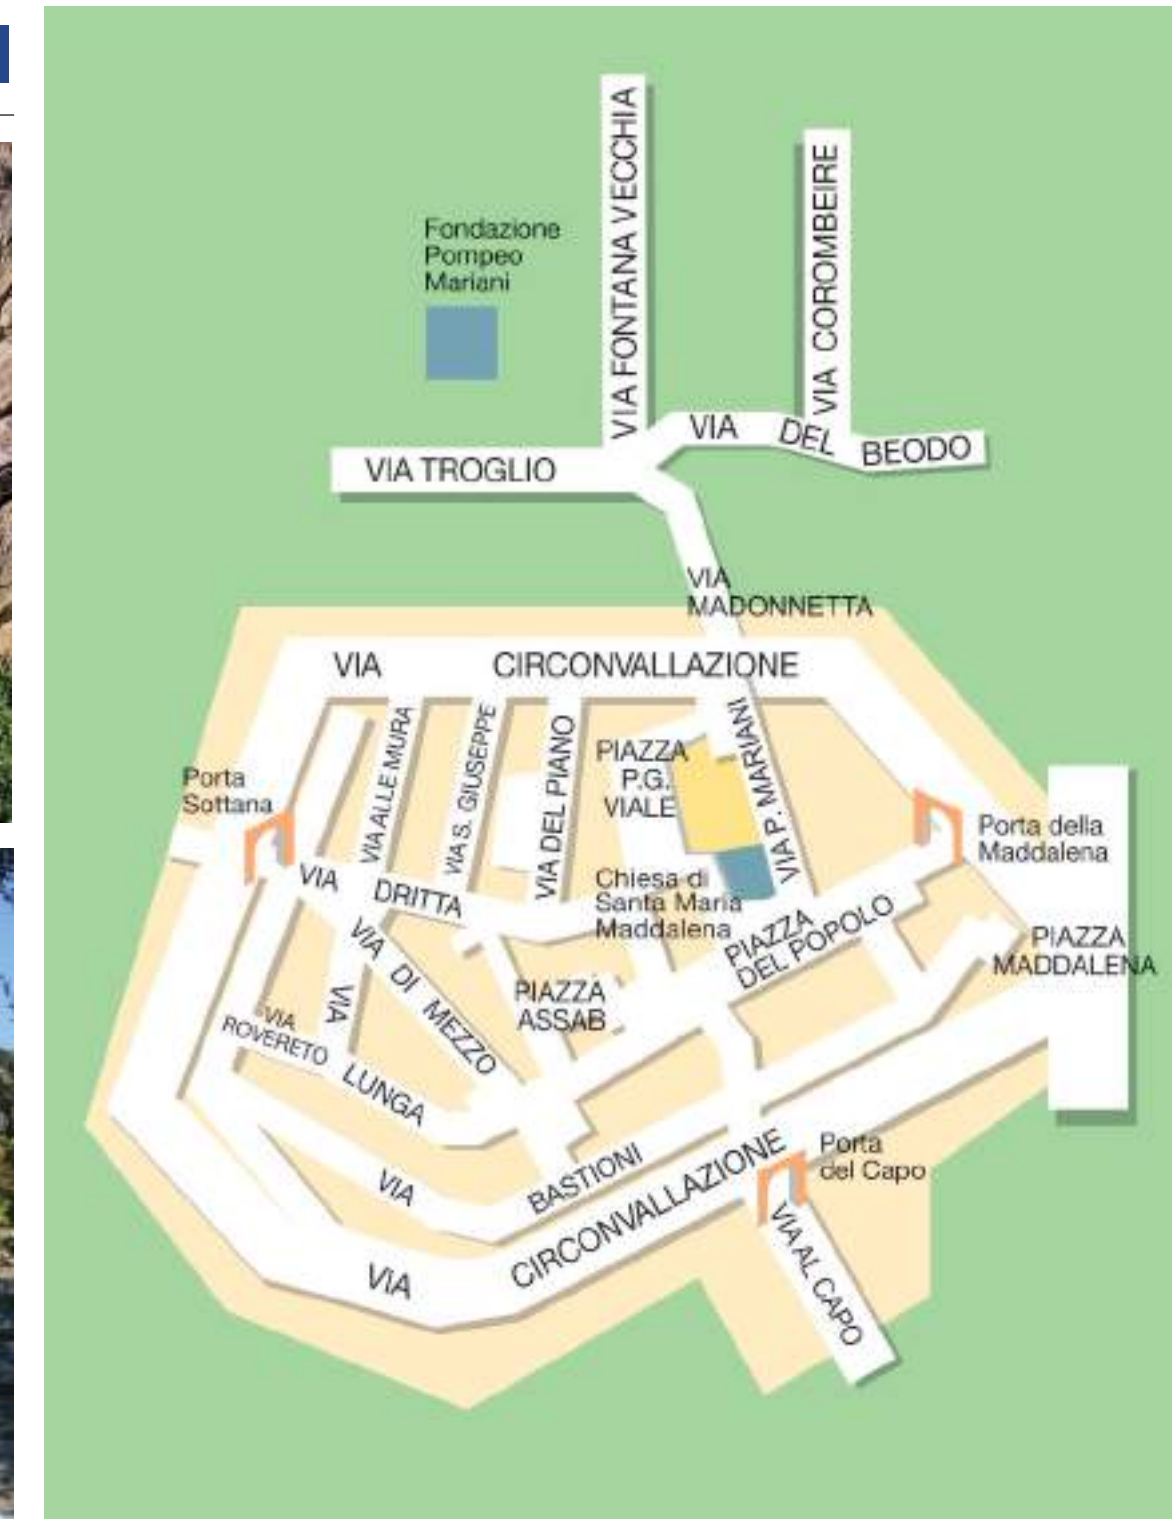 VIA FONTANA VECCHIA
VIA COROMBEIRE
Fondazione
Pompeo
Mariani
VIA DEL BEODO
VIA TROGLIO
VIA
MADONNETTA
VIA CIRCONVALLAZIONE
VIA ALLE MURA
VIA S. GIUSEPPE
VIA DEL PIANO
PIAZZA
P.G.
VIALE
VIA P. MARIANI
Porta
Sottana
Porta della
Maddalena
VIA DRITTA
Chiesa di
Santa Maria
Maddalena
PIAZZA
DEL POPOLO
PIAZZA
MADDALENA
VIA DI MEZZO
PIAZZA
ASSAB
VIA
ROVERETO
VIA LUNGA
VIA BASTIONI
Porta
del Capo
VIA CIRCONVALLAZIONE
VIA AL CAPO